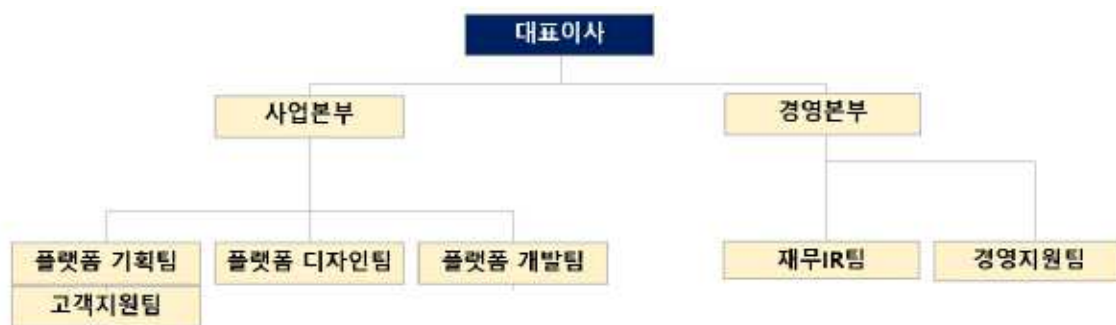 대표이사
사업본부
경영본부
플랫폼 기획팀
플랫폼 디자인팀
플랫폼 개발팀
재무IR팀
경영지원팀
고객지원팀